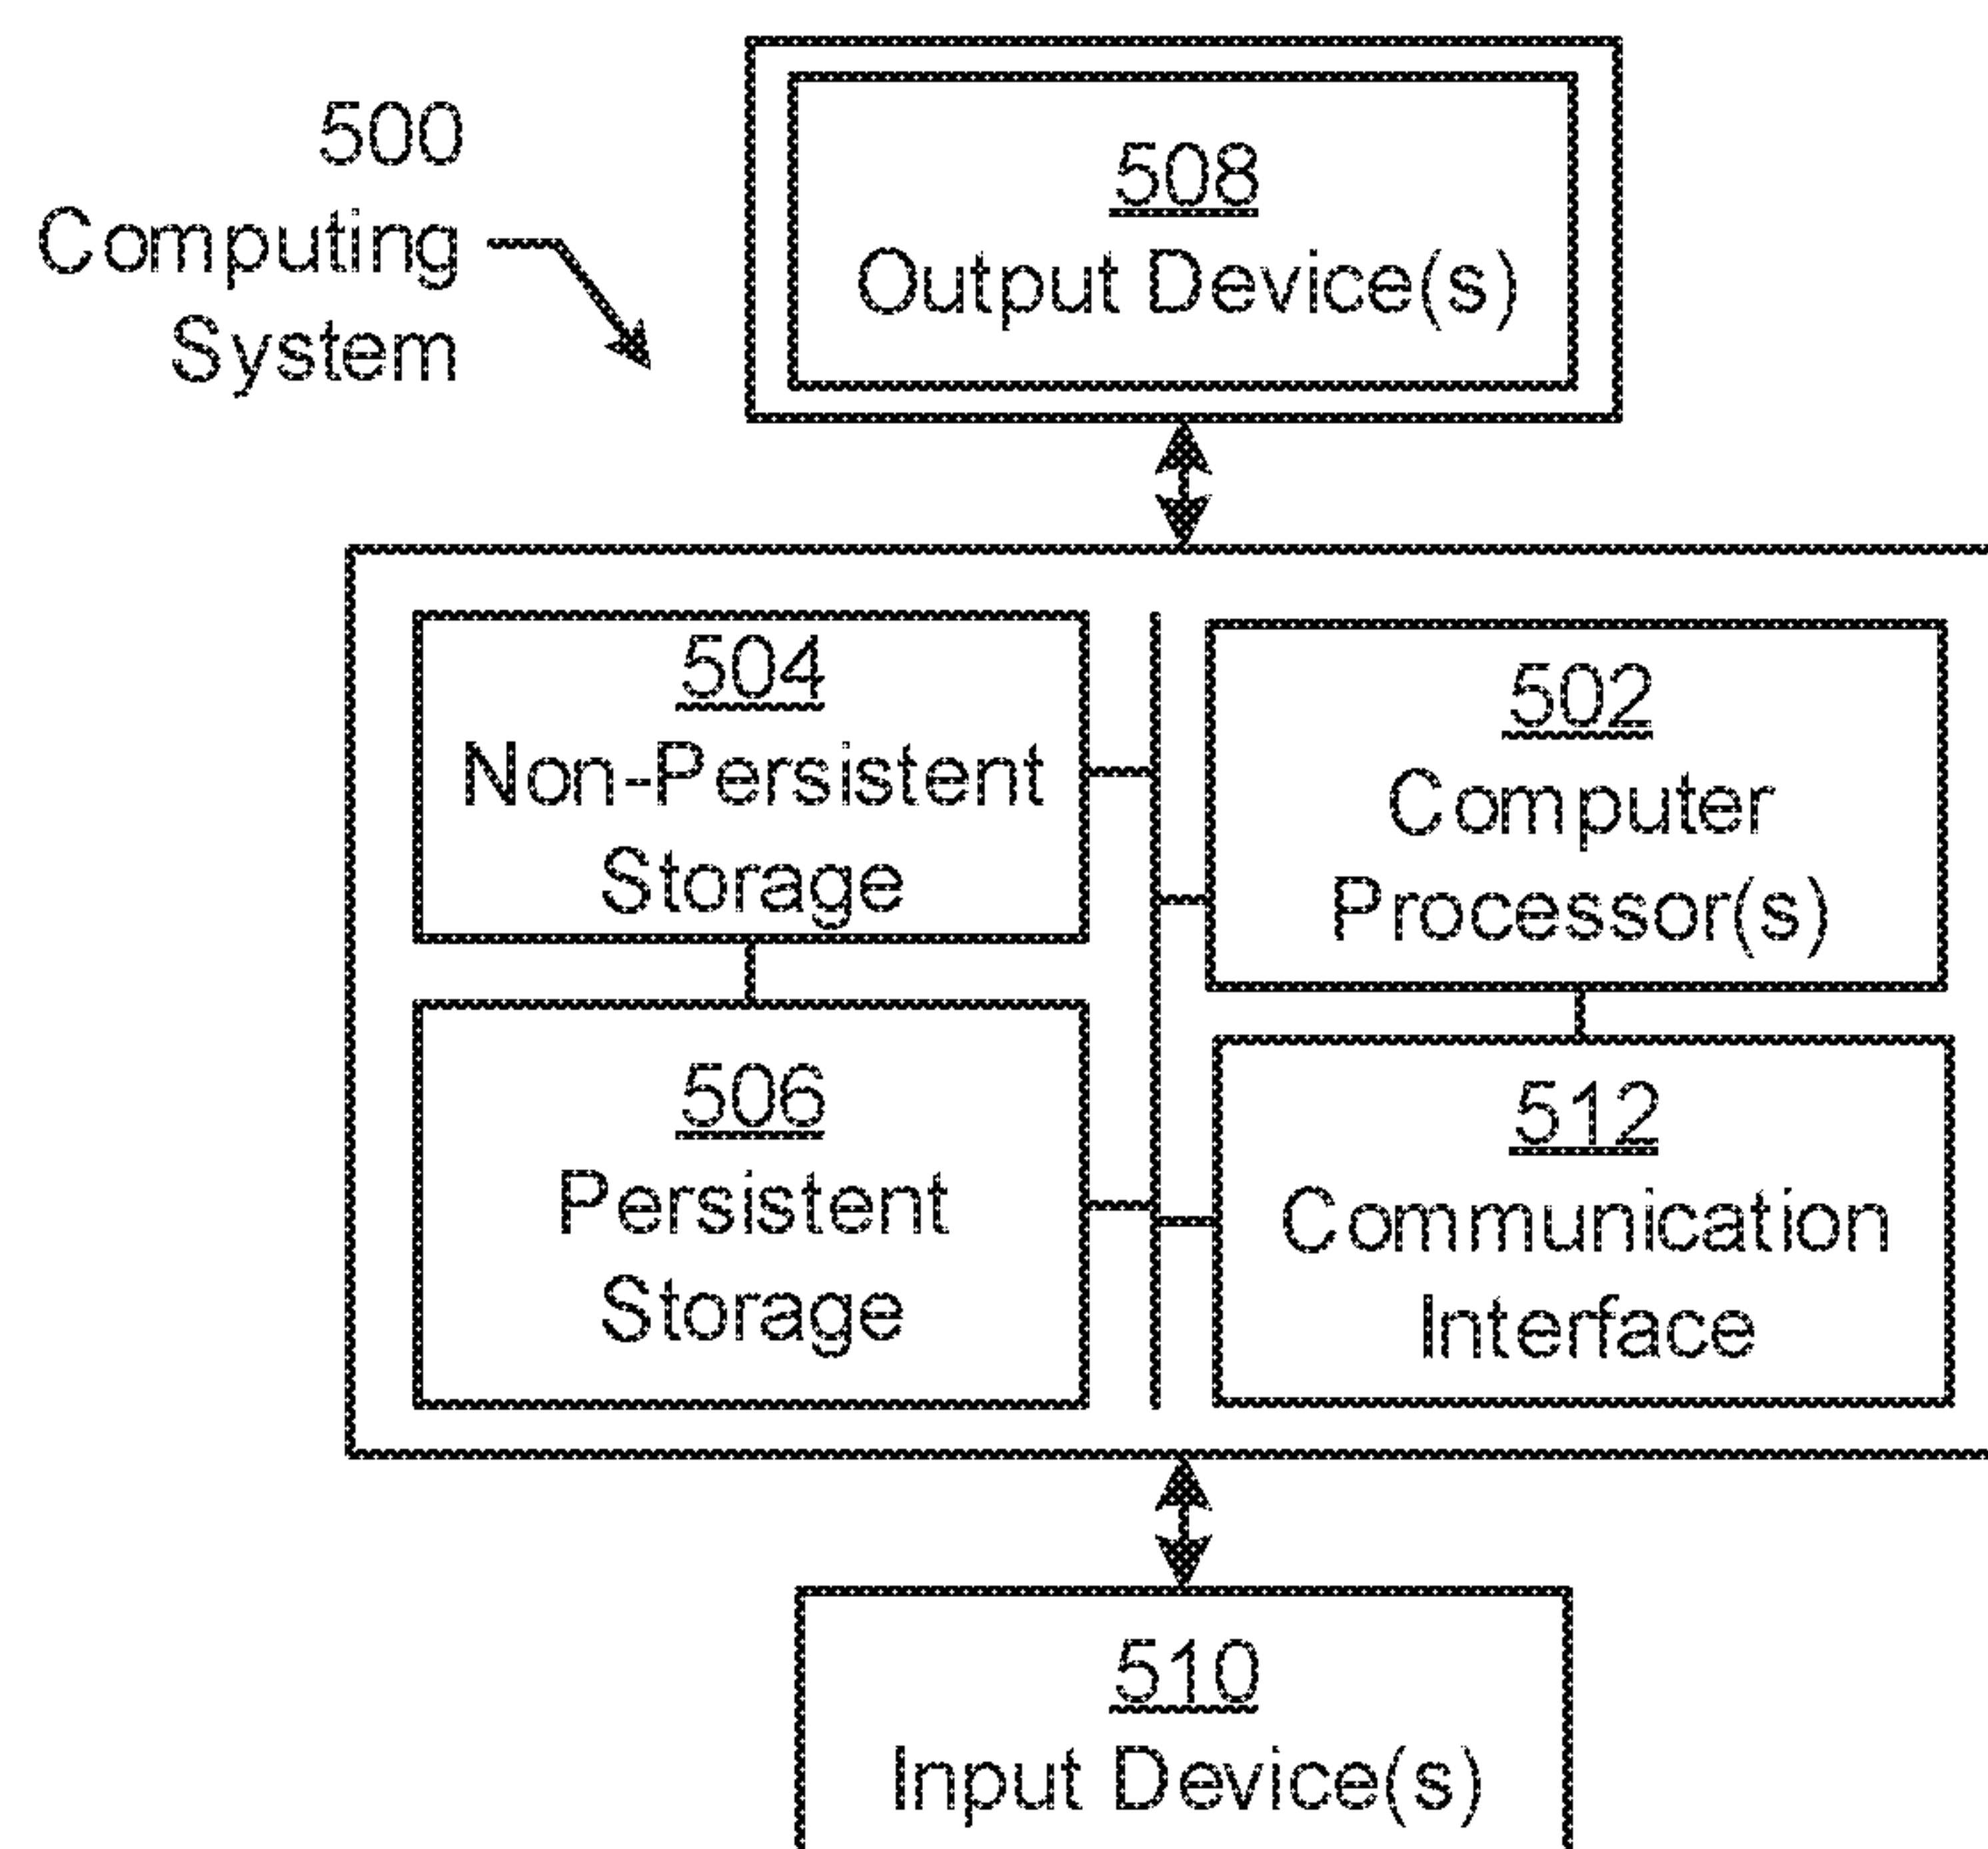 500
Computing
System
508
Output Device(s)
504
Non-Persistent
Storage
502
Computer
Processor(s)
506
Persistent
Storage
512
Communication
Interface
510
Input Device(s)